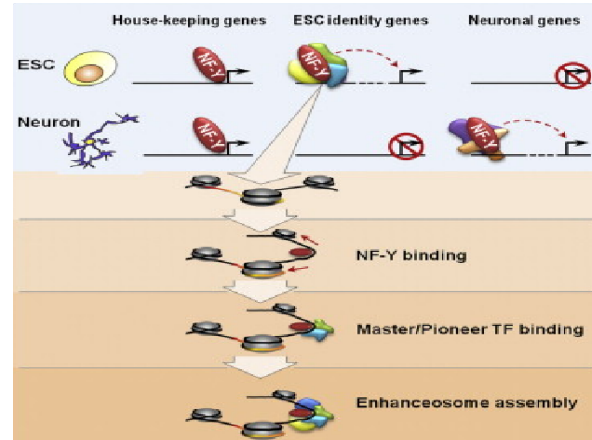 House-keeping genes ESC identity genes Neuronal genes
ESC
NF-Y NF-Y
Neuron
NF-Y NF-Y
NF-Y binding
Master/Pioneer TF binding
Enhanceosome assembly